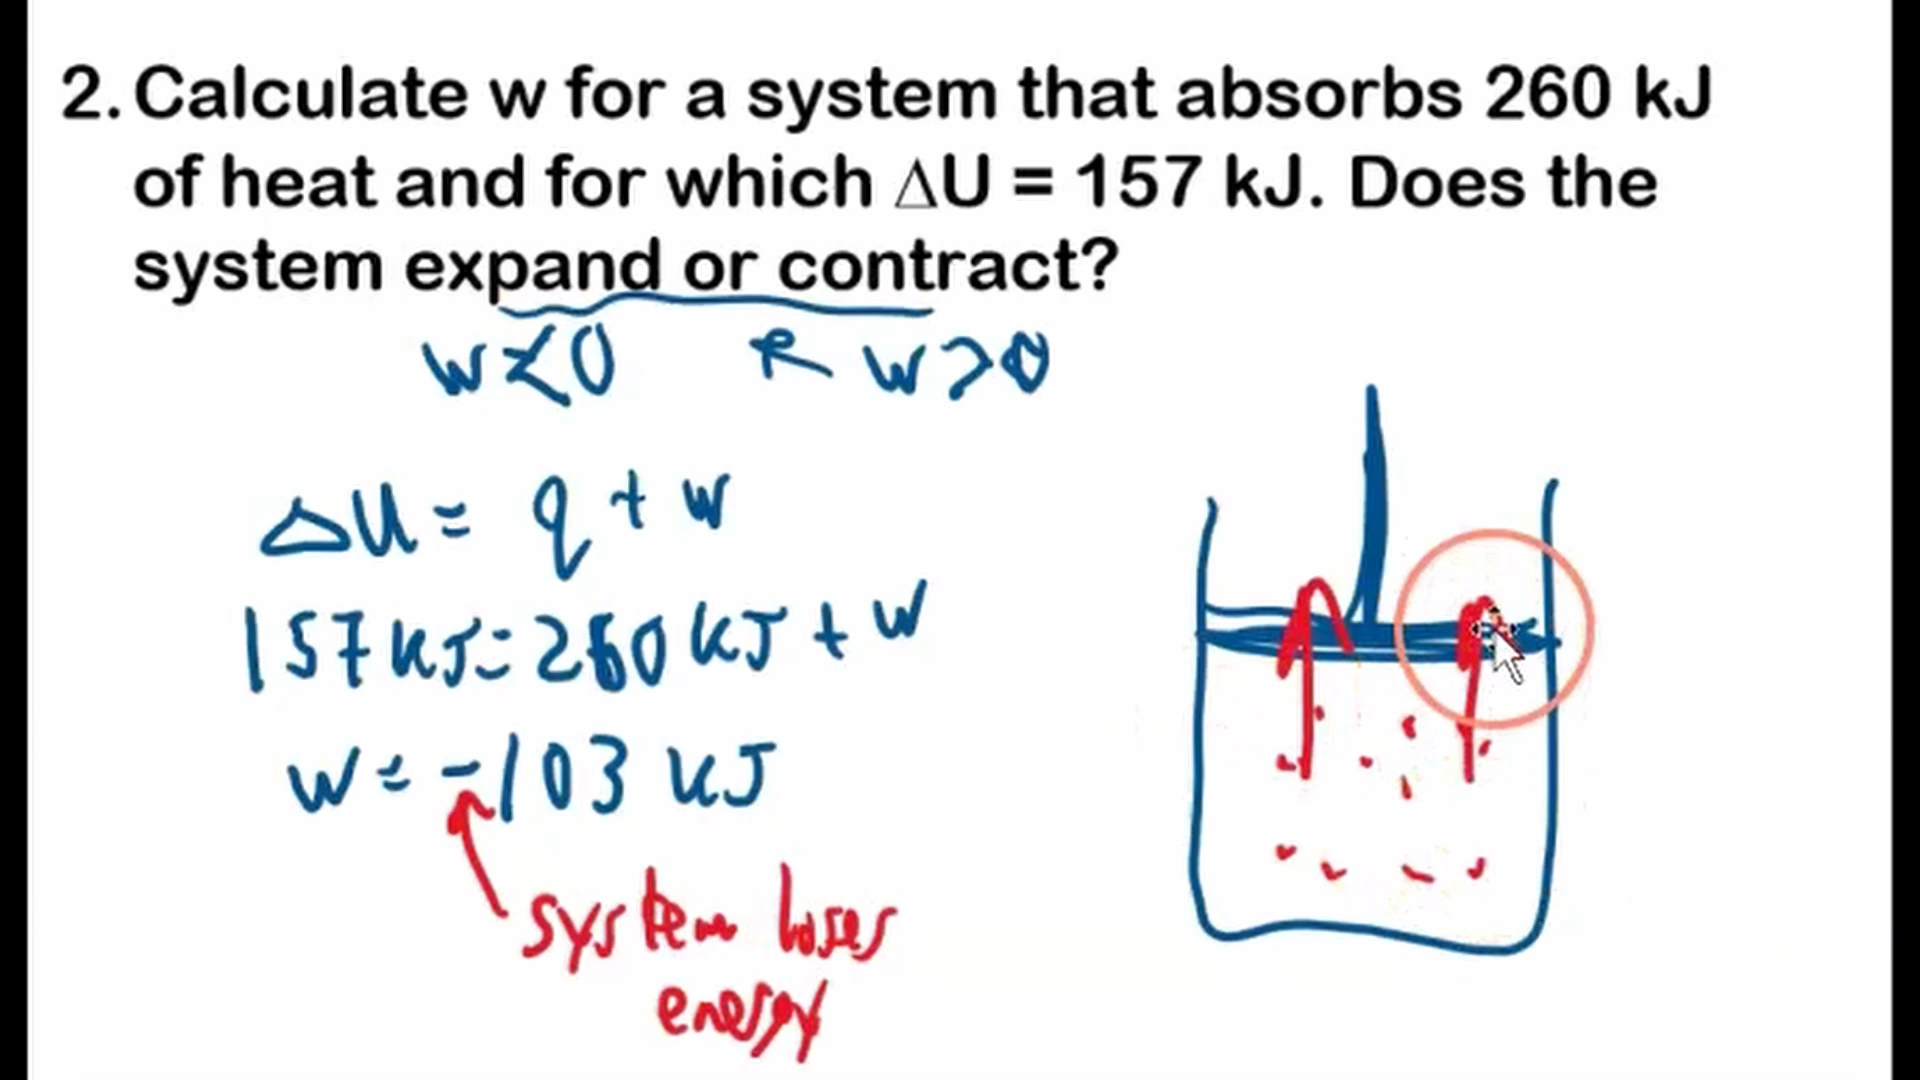 2. Calculate w for a system that absorbs 260 kJ
of heat and for which ΔU = 157 kJ. Does the
system expand or contract?
w<0 R w>0
ΔU = q + w
157 kJ = 260 kJ + w
w = -103 kJ
system loses
energy